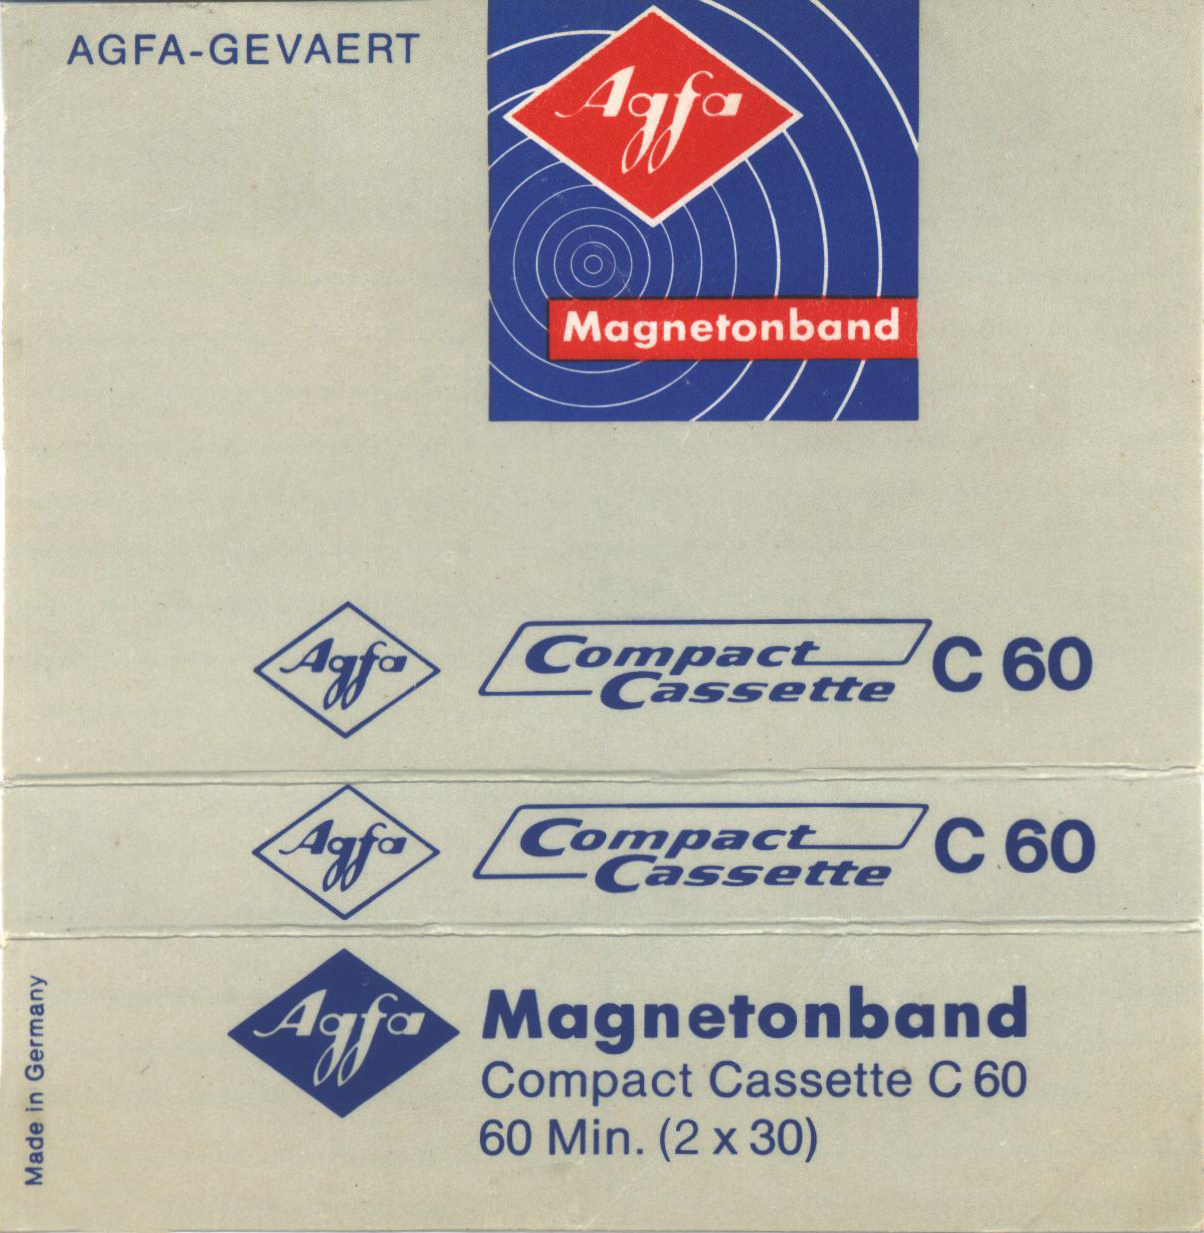 AGFA-GEVAERT
Agfa
Magnetonband
Agfa
Compact
Cassette
C 60
Agfa
Compact
Cassette
C 60
Made in Germany
Agfa
Magnetonband
Compact Cassette C 60
60 Min. (2 x 30)